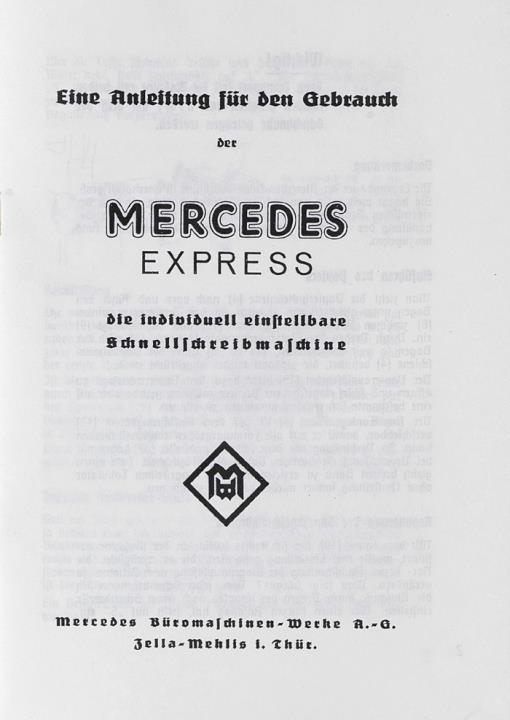 Eine Anleitung für den Gebrauch
der
MERCEDES
EXPRESS
die individuell einstellbare
Schnellschreibmaschine
Mercedes Büromaschinen-Werke A.-G.
Zella-Mehlis i. Thür.